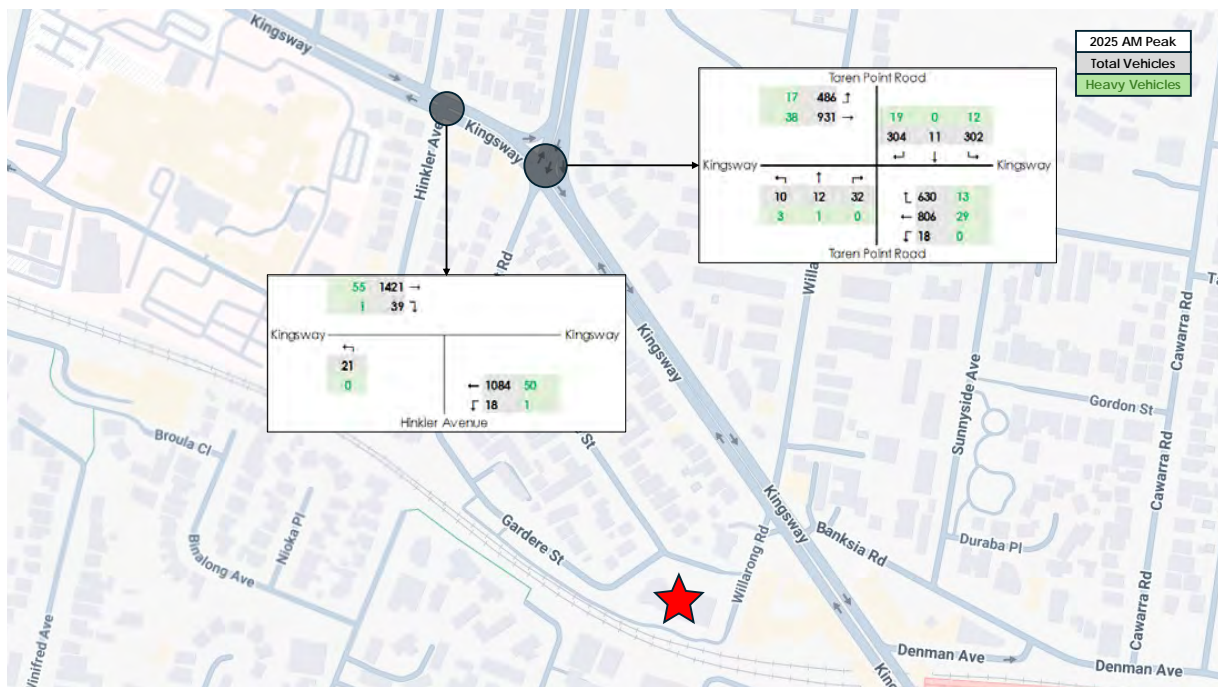 Kingsway
2025 AM Peak
Total Vehicles
Heavy Vehicles
Taren Point Road
17 486
38 931
19 0 12
304 11 302
Kingsway Kingsway
10 12 32
3 1 0
630 13
806 29
18 0
Taren Point Road
Kingsway
Hinkler Ave
Rd
55 1421
1 39
Kingsway Kingsway
21
0
1084 50
18 1
Hinkler Avenue
Kingsway
Cawarra Rd
Gordon St
Sunnyside Ave
Cawarra Rd
Broula Cl
St
Nioka Pl
Binalong Ave
Gardere St
Kingsway
Banksia Rd
Duraba Pl
Willarong Rd
Cawarra Rd
Winifred Ave
Denman Ave
Denman Ave